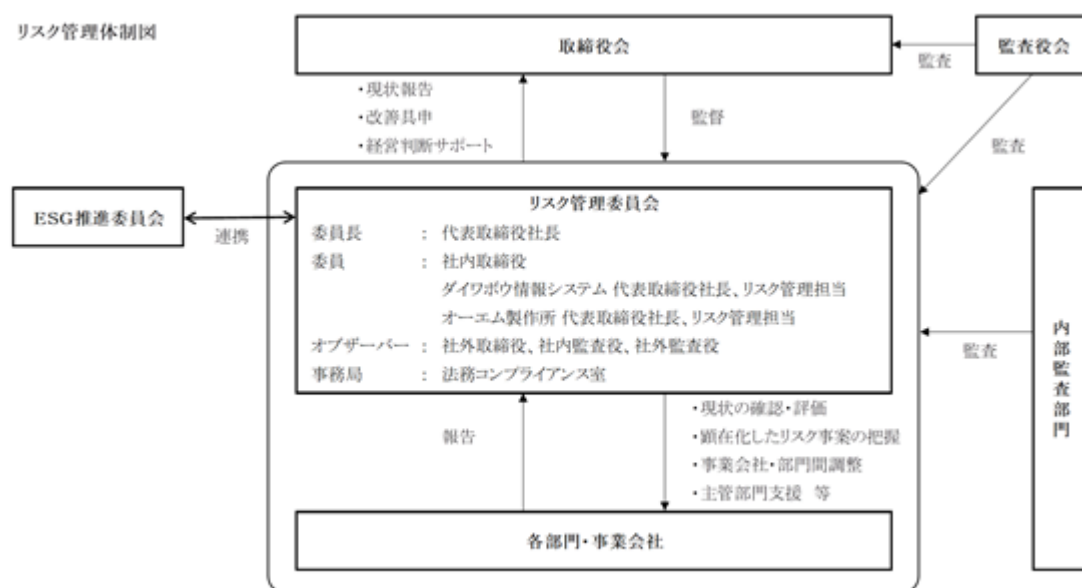 リスク管理体制図
取締役会
監査役会
監査
・現状報告
・改善具申
・経営判断サポート
監督
監査
ESG推進委員会
連携
リスク管理委員会
委員長 : 代表取締役社長
委員 : 社内取締役
ダイワボウ情報システム 代表取締役社長、リスク管理担当
オーエム製作所 代表取締役社長、リスク管理担当
オブザーバー : 社外取締役、社内監査役、社外監査役
事務局 : 法務コンプライアンス室
監査
内部監査部門
報告
・現状の確認・評価
・顕在化したリスク事案の把握
・事業会社・部門間調整
・主管部門支援 等
各部門・事業会社